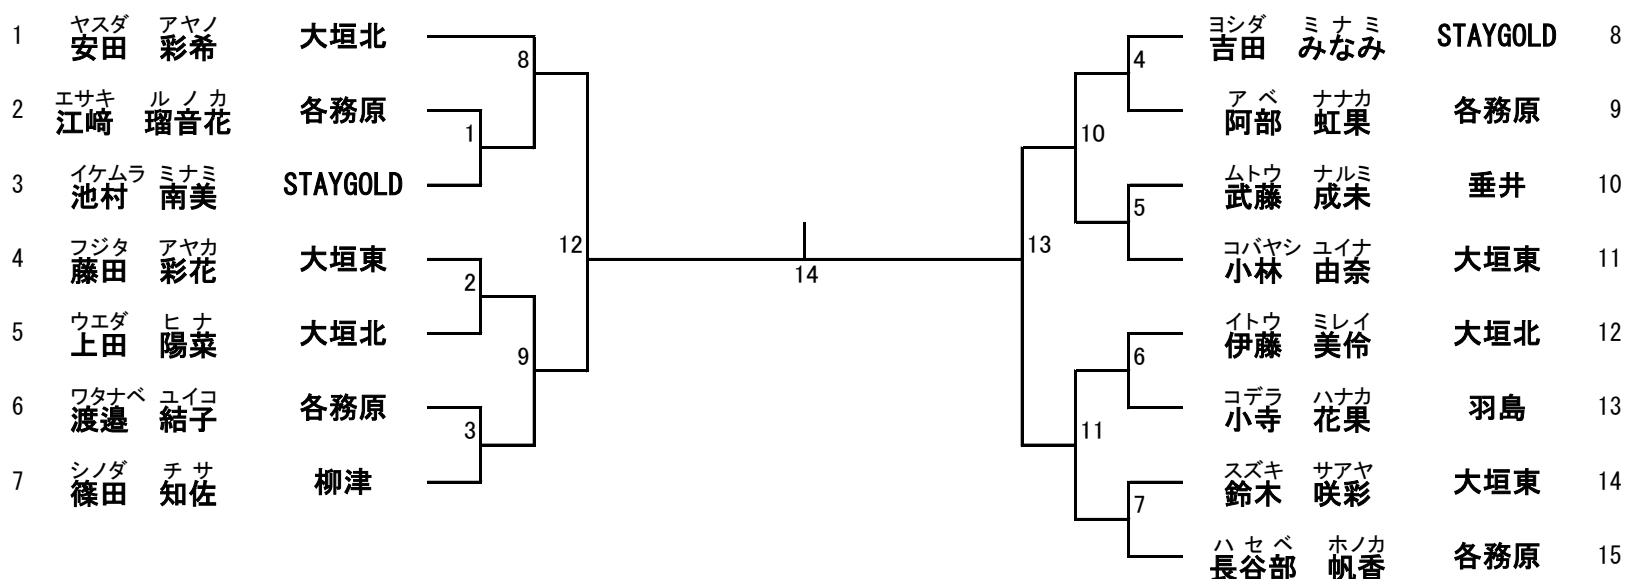 ヤスダ アヤノ
1 安田 彩希 大垣北
エサキ ルノカ
2 江﨑 瑠音花 各務原
イケムラ ミナミ
3 池村 南美 STAYGOLD
フジタ アヤカ
4 藤田 彩花 大垣東
ウエダ ヒナ
5 上田 陽菜 大垣北
ワタナベ ユイコ
6 渡邉 結子 各務原
シノダ チサ
7 篠田 知佐 柳津
8
1
12
2
9
3
14
4
10
13
5
6
11
7
ヨシダ ミナミ
吉田 みなみ STAYGOLD 8
アベ ナナカ
阿部 虹果 各務原 9
ムトウ ナルミ
武藤 成未 垂井 10
コバヤシ ユイナ
小林 由奈 大垣東 11
イトウ ミレイ
伊藤 美伶 大垣北 12
コデラ ハナカ
小寺 花果 羽島 13
スズキ サアヤ
鈴木 咲彩 大垣東 14
ハセベ ホノカ
長谷部 帆香 各務原 15